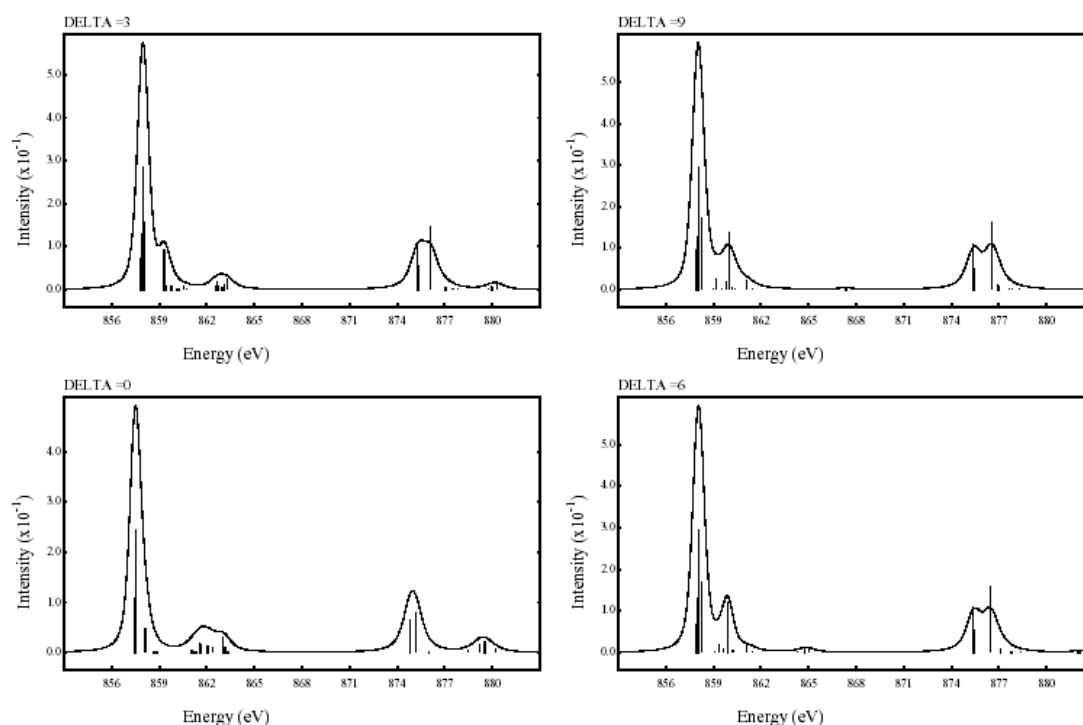 DELTA =3
Intensity (x10⁻¹)
5.0
4.0
3.0
2.0
1.0
0.0
856 859 862 865 868 871 874 877 880
Energy (eV)
DELTA =9
Intensity (x10⁻¹)
5.0
4.0
3.0
2.0
1.0
0.0
856 859 862 865 868 871 874 877 880
Energy (eV)
DELTA =0
Intensity (x10⁻¹)
4.0
3.0
2.0
1.0
0.0
856 859 862 865 868 871 874 877 880
Energy (eV)
DELTA =6
Intensity (x10⁻¹)
5.0
4.0
3.0
2.0
1.0
0.0
856 859 862 865 868 871 874 877 880
Energy (eV)